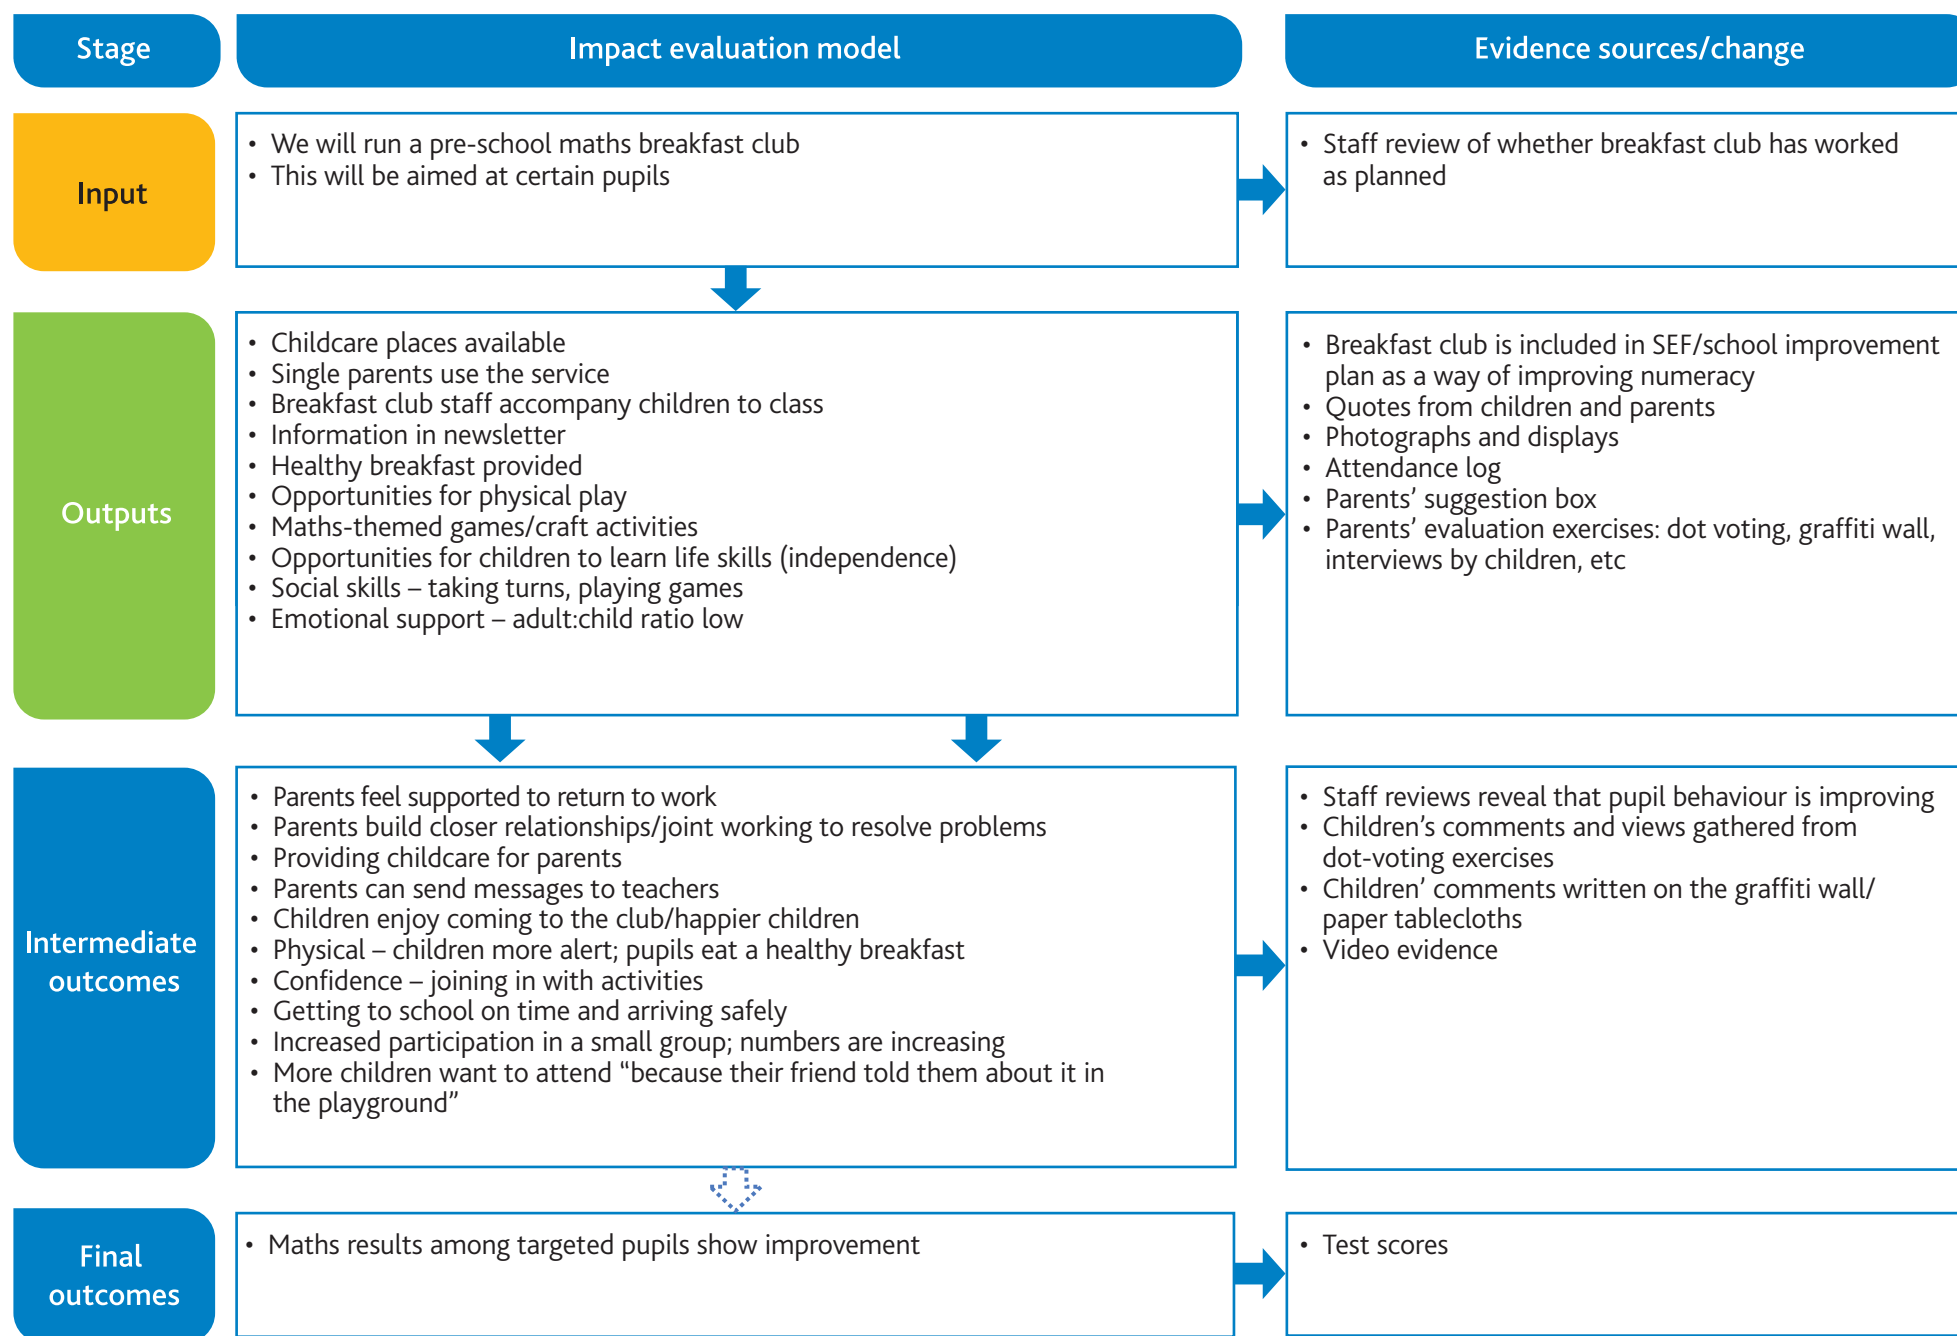 Stage
Impact evaluation model
Evidence sources/change
Input
• We will run a pre-school maths breakfast club
• This will be aimed at certain pupils
• Staff review of whether breakfast club has worked
as planned
Outputs
• Childcare places available
• Single parents use the service
• Breakfast club staff accompany children to class
• Information in newsletter
• Healthy breakfast provided
• Opportunities for physical play
• Maths-themed games/craft activities
• Opportunities for children to learn life skills (independence)
• Social skills – taking turns, playing games
• Emotional support – adult:child ratio low
• Breakfast club is included in SEF/school improvement
plan as a way of improving numeracy
• Quotes from children and parents
• Photographs and displays
• Attendance log
• Parents’ suggestion box
• Parents’ evaluation exercises: dot voting, graffiti wall,
interviews by children, etc
Intermediate
outcomes
• Parents feel supported to return to work
• Parents build closer relationships/joint working to resolve problems
• Providing childcare for parents
• Parents can send messages to teachers
• Children enjoy coming to the club/happier children
• Physical – children more alert; pupils eat a healthy breakfast
• Confidence – joining in with activities
• Getting to school on time and arriving safely
• Increased participation in a small group; numbers are increasing
• More children want to attend “because their friend told them about it in
the playground”
• Staff reviews reveal that pupil behaviour is improving
• Children’s comments and views gathered from
dot-voting exercises
• Children’ comments written on the graffiti wall/
paper tablecloths
• Video evidence
Final
outcomes
• Maths results among targeted pupils show improvement
• Test scores